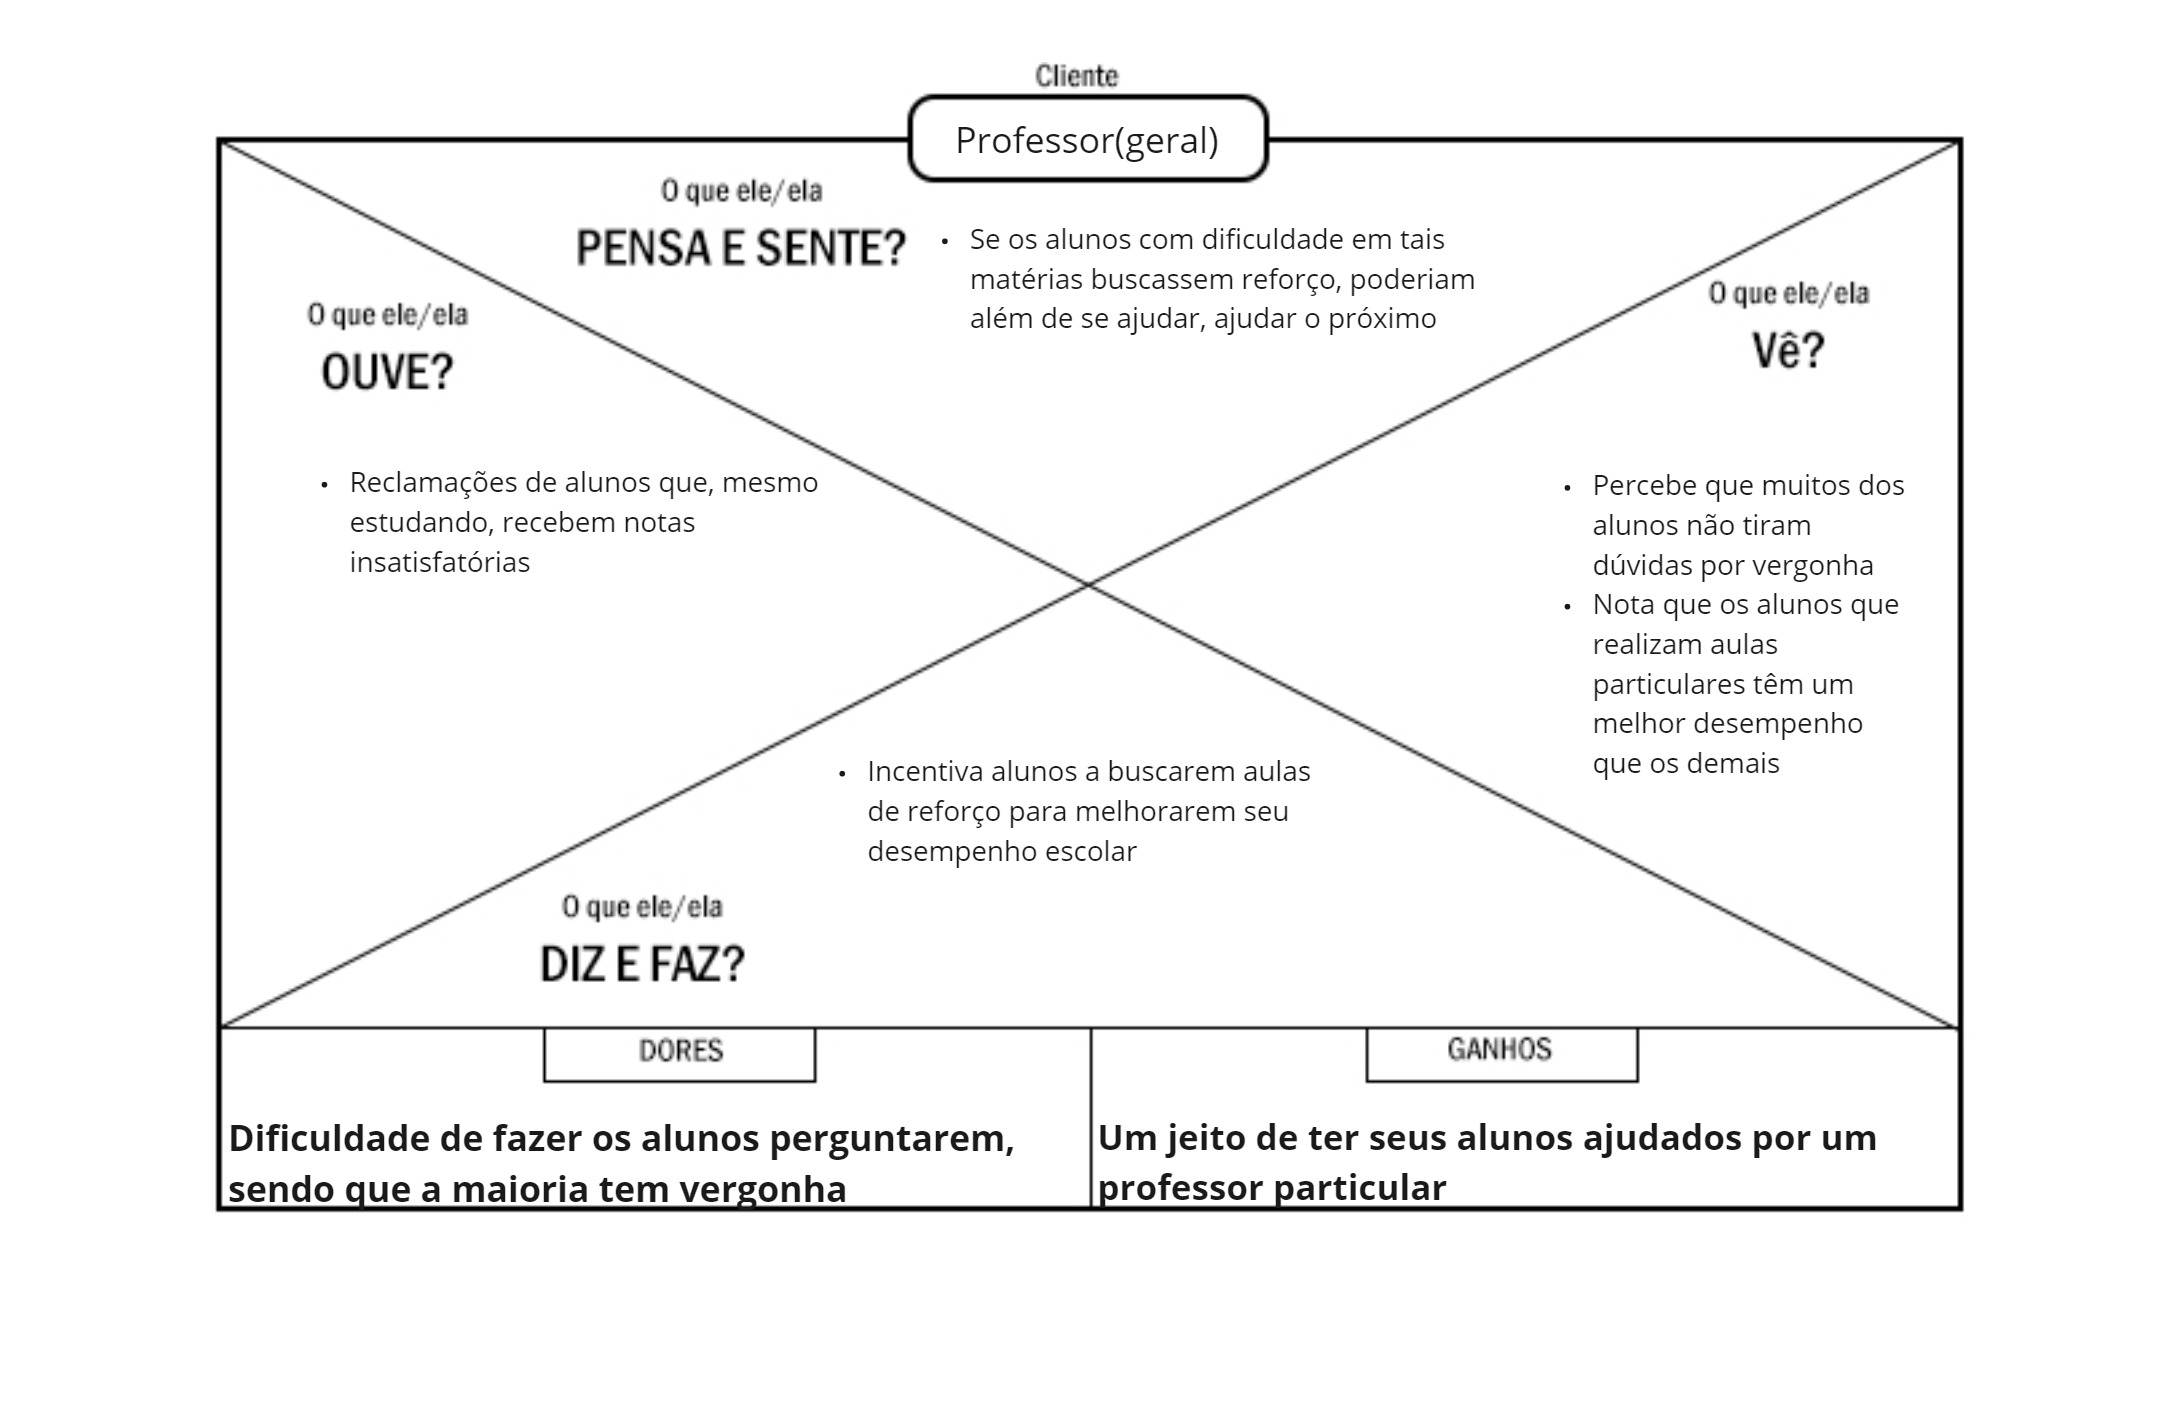 Cliente
Professor(geral)
O que ele/ela
PENSA E SENTE?
• Se os alunos com dificuldade em tais
matérias buscassem reforço, poderiam
além de se ajudar, ajudar o próximo
O que ele/ela
OUVE?
• Reclamações de alunos que, mesmo
estudando, recebem notas
insatisfatórias
O que ele/ela
Vê?
• Percebe que muitos dos
alunos não tiram
dúvidas por vergonha
• Nota que os alunos que
realizam aulas
particulares têm um
melhor desempenho
que os demais
• Incentiva alunos a buscarem aulas
de reforço para melhorarem seu
desempenho escolar
O que ele/ela
DIZ E FAZ?
DORES
Dificuldade de fazer os alunos perguntarem,
sendo que a maioria tem vergonha
GANHOS
Um jeito de ter seus alunos ajudados por um
professor particular